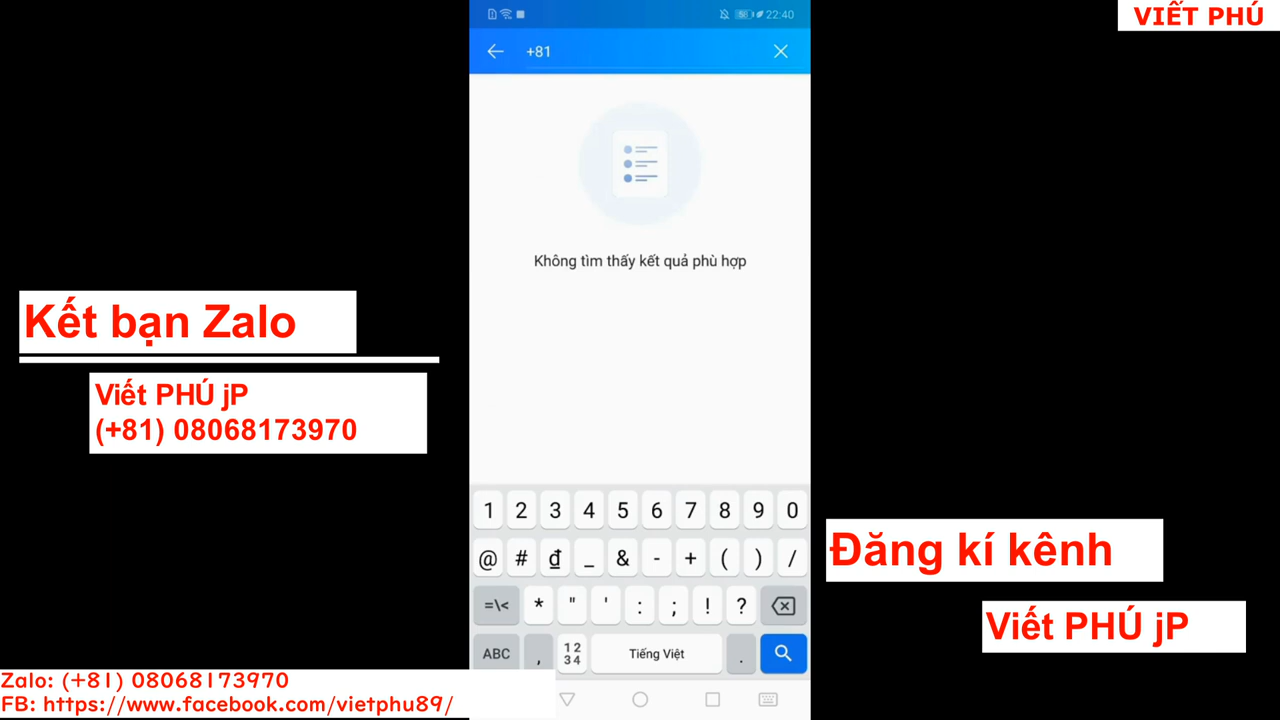 22:40
VIẾT PHÚ
+81
Không tìm thấy kết quả phù hợp
Kết bạn Zalo
Viết PHÚ jP
(+81) 08068173970
Đăng kí kênh
Viết PHÚ jP
1 2 3 4 5 6 7 8 9 0
@ # ₫ _ & - + ( ) /
=\< * " ' : ; ! ?
ABC , 12 34 Tiếng Việt .
Zalo: (+81) 08068173970
FB: https://www.facebook.com/vietphu89/